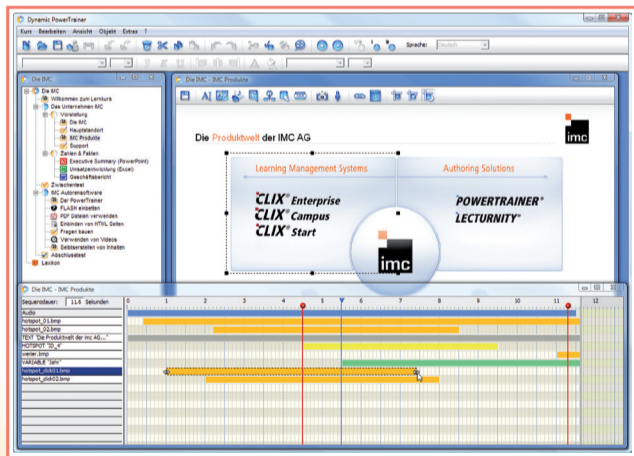 Dynamic PowerTrainer
Kurs Bearbeiten Ansicht Objekt Extras ?
Sprache: Deutsch
Die IMC
Die IMC
Willkommen zum Lernkurs
Das Unternehmen IMC
Vorstellung
Die IMC
Hauptstandort
IMC Produkte
Support
Zahlen & Fakten
Executive Summary (PowerPoint)
Umsatzentwicklung (Excel)
Geschäftsbericht
Zwischentest
IMC Autorensoftware
Der PowerTrainer
FLASH einbetten
PDF Dateien verwenden
Einbinden von HTML Seiten
Fragen bauen
Verwenden von Videos
Selbsterstellen von Inhalten
Abschlusstest
Lexikon
Die IMC - IMC Produkte
Die Produktwelt der IMC AG
imc
Learning Management Systems
Authoring Solutions
CLIX® Enterprise
CLIX® Campus
CLIX® Start
POWERTRAINER®
LECTURNITY®
imc
Die IMC - IMC Produkte
Sequenzdauer: 11.6 Sekunden
0 1 2 3 4 5 6 7 8 9 10 11 12
Audio
hotspot_01.bmp
hotspot_02.bmp
TEXT "Die Produktwelt der imc AG..."
HOTSPOT "ID_4"
weiter.bmp
VARIABLE "Jahr"
hotspot_click01.bmp
hotspot_click02.bmp